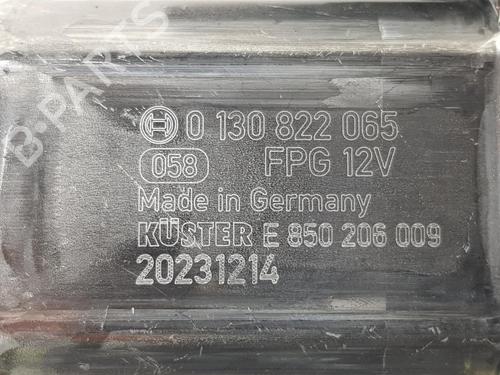 0 130 822 065
058 FPG 12V
Made in Germany
KÜSTER E 850 206 009
20231214
B-PARTS